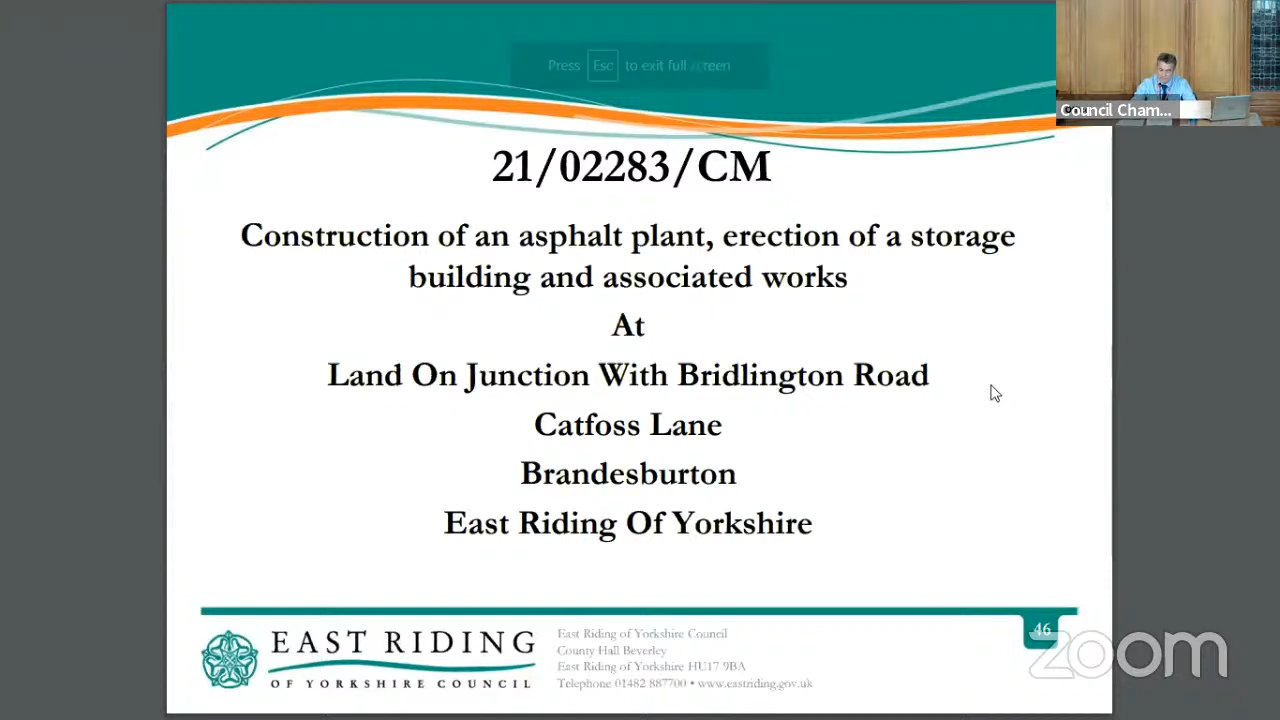 Press Esc to exit full screen
Council Cham...
21/02283/CM
Construction of an asphalt plant, erection of a storage
building and associated works
At
Land On Junction With Bridlington Road
Catfoss Lane
Brandesburton
East Riding Of Yorkshire
EAST RIDING
OF YORKSHIRE COUNCIL
East Riding of Yorkshire Council
County Hall Beverley
East Riding of Yorkshire HU17 9BA
Telephone 01482 887700 • www.eastriding.gov.uk
46
zoom